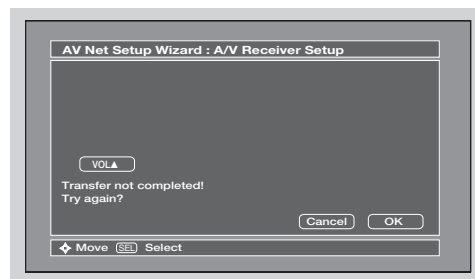 AV Net Setup Wizard : A/V Receiver Setup
VOL▲
Transfer not completed!
Try again?
Cancel OK
Move SEL Select